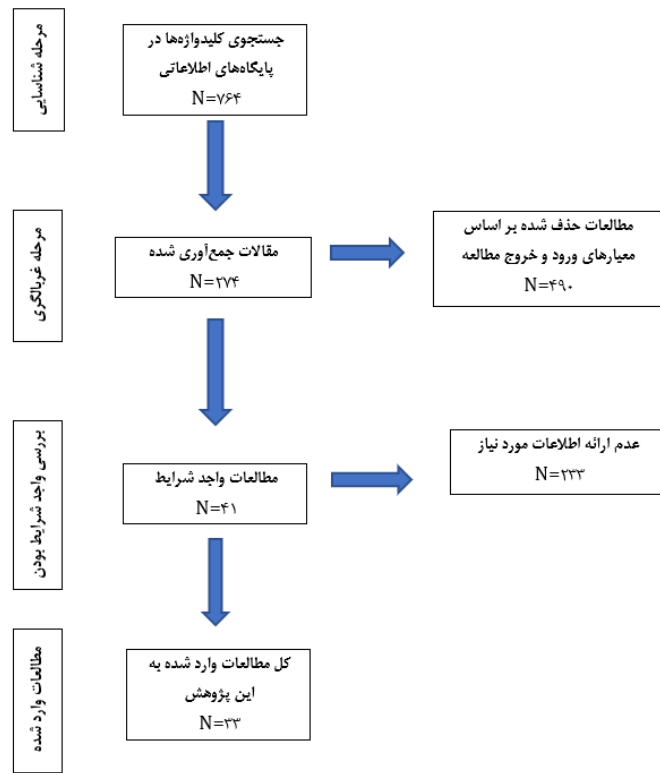 مرحله شناسایی
جستجوی کلیدواژه‌ها در
پایگاه‌های اطلاعاتی
N=۷۶۴
مرحله غربالگری
مقالات جمع‌آوری شده
N=۲۷۴
مطالعات حذف شده بر اساس
معیارهای ورود و خروج مطالعه
N=۴۹۰
بررسی واجد شرایط بودن
مطالعات واجد شرایط
N=۴۱
عدم ارائه اطلاعات مورد نیاز
N=۲۳۳
مطالعات وارد شده
کل مطالعات وارد شده به
این پژوهش
N=۳۳